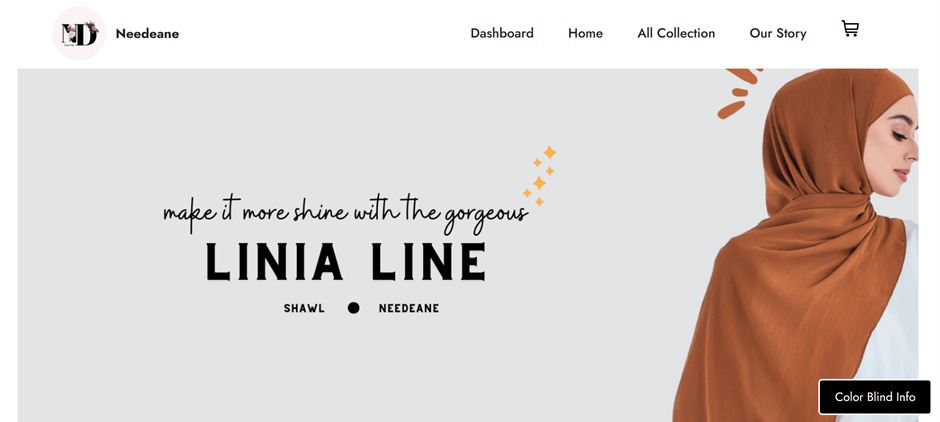 ND
Needeane
Dashboard
Home
All Collection
Our Story
make it more shine with the gorgeous
LINIA LINE
SHAWL ● NEEDEANE
Color Blind Info